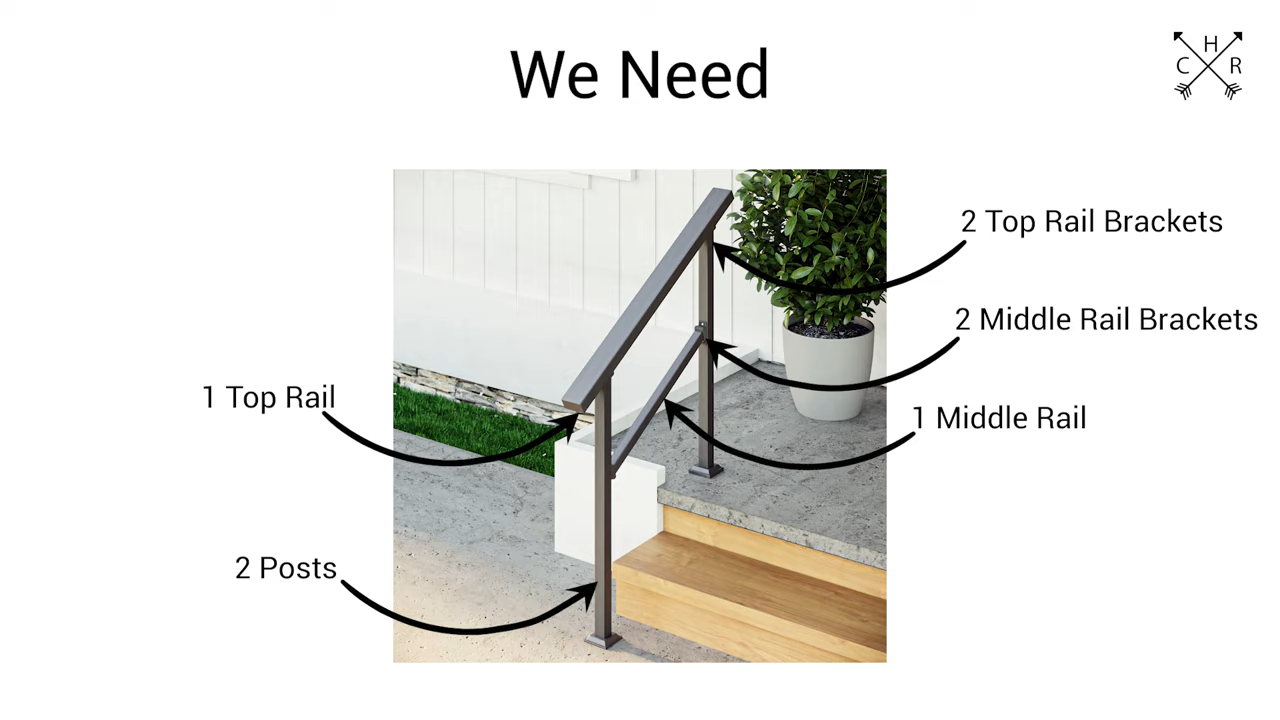 We Need
H
C R
2 Top Rail Brackets
2 Middle Rail Brackets
1 Top Rail
1 Middle Rail
2 Posts